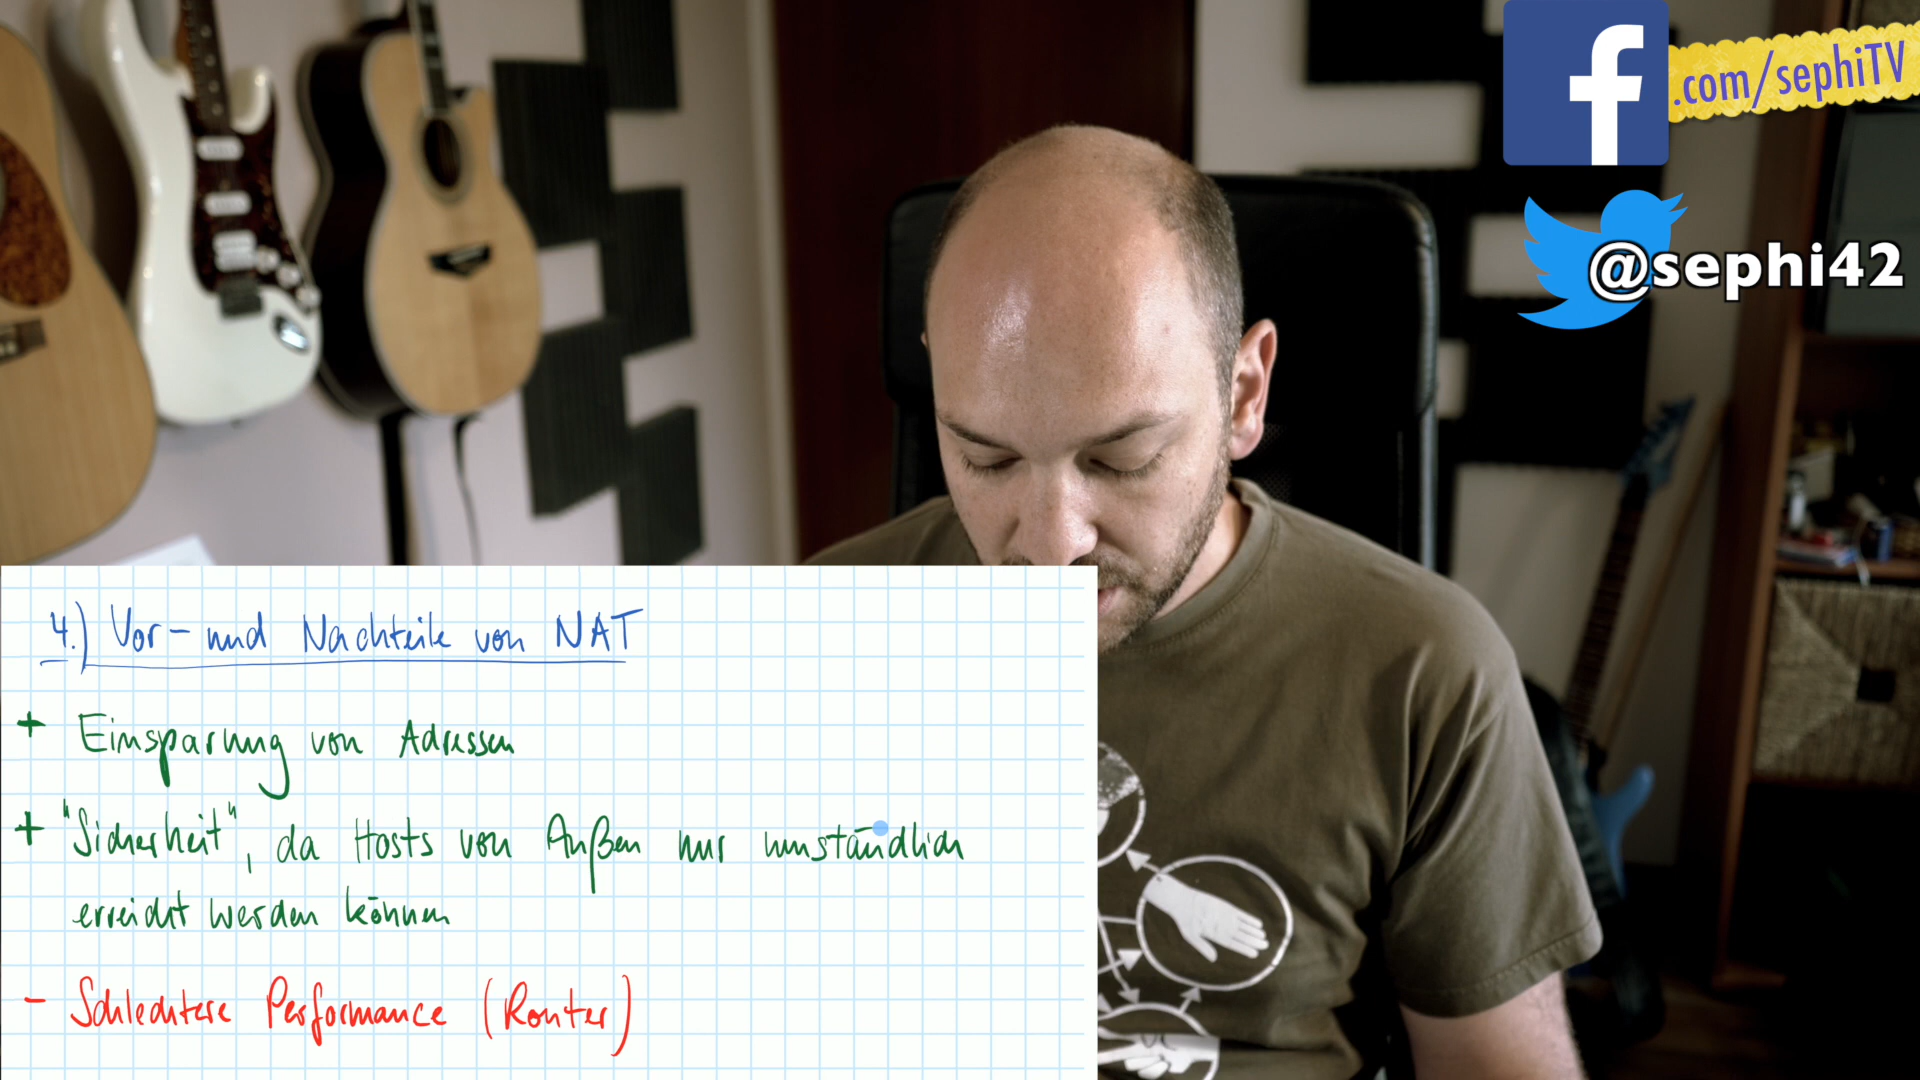 f.com/sephiTV
@sephi42
4.) Vor- und Nachteile von NAT
+ Einsparung von Adressen
+ "Sicherheit", da Hosts von Außen nur umständlich
erreicht werden können
- Schlechtere Performance (Router)